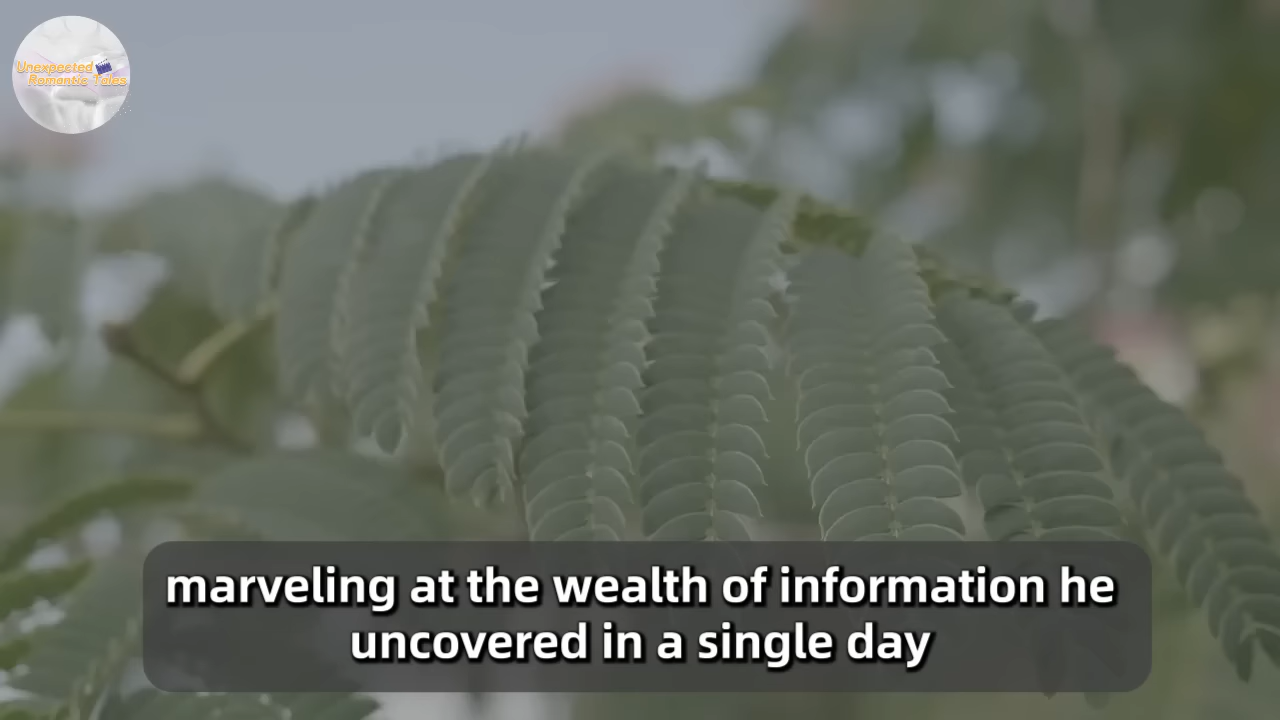 Unexpected
Romantic Tales
marveling at the wealth of information he
uncovered in a single day